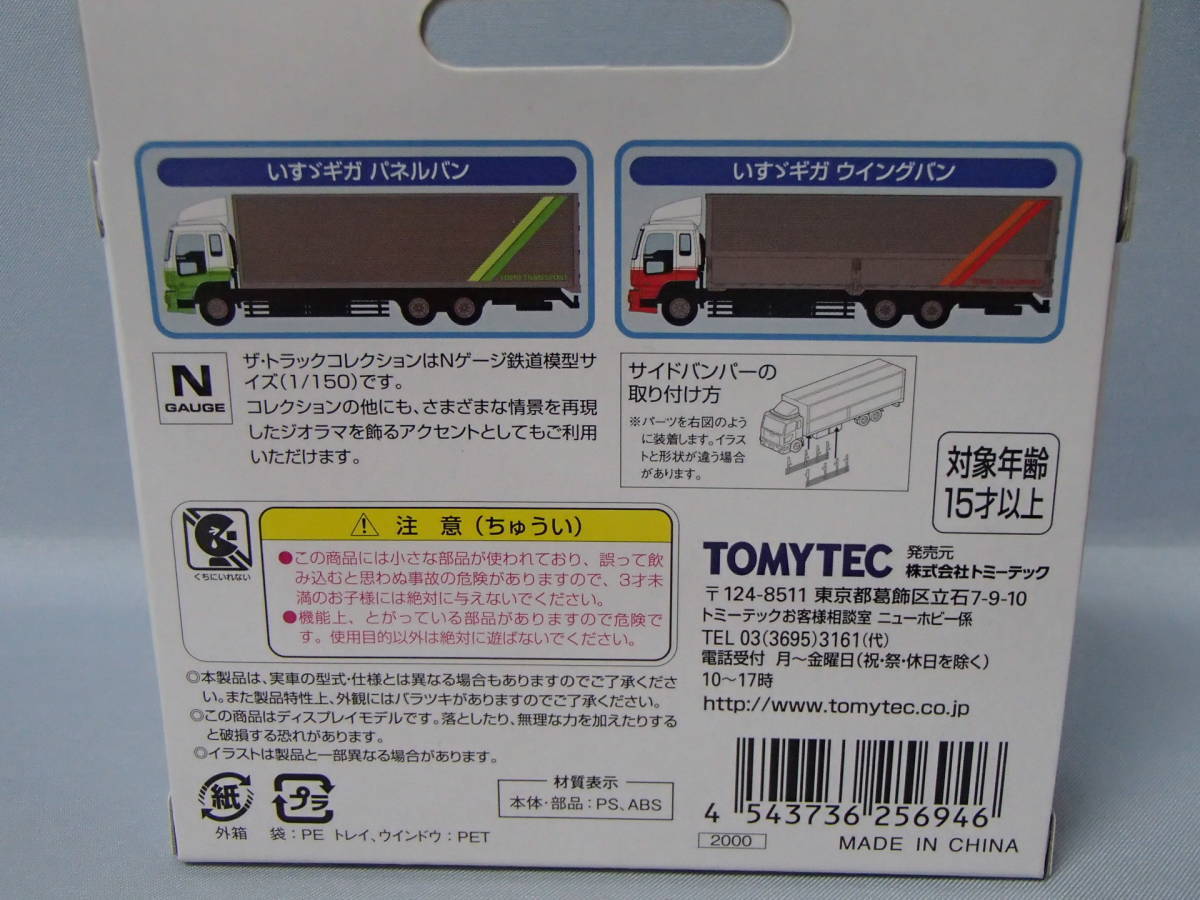 いすゞギガ パネルバン
TOMY TRANSPORT
いすゞギガ ウイングバン
TOMY TRANSPORT
N
GAUGE
ザ・トラックコレクションはNゲージ鉄道模型サ
イズ(1/150)です。
コレクションの他にも、さまざまな情景を再現
したジオラマを飾るアクセントとしてもご利用
いただけます。
サイドバンパーの
取り付け方
※パーツを右図のよう
に装着します。イラス
トと形状が違う場合
があります。
対象年齢
15才以上
くちにいれない
注 意(ちゅうい)
●この商品には小さな部品が使われており、誤って飲
み込むと思わぬ事故の危険がありますので、3才未
満のお子様には絶対に与えないでください。
●機能上、とがっている部品がありますので危険で
す。使用目的以外は絶対に遊ばないでください。
◎本製品は、実車の型式・仕様とは異なる場合もありますのでご了承くださ
い。また製品特性上、外観にはバラツキがありますのでご了承ください。
◎この商品はディスプレイモデルです。落としたり、無理な力を加えたりする
と破損する恐れがあります。
◎イラストは製品と一部異なる場合があります。
TOMYTEC 発売元
株式会社トミーテック
〒124-8511 東京都葛飾区立石7-9-10
トミーテックお客様相談室 ニューホビー係
TEL 03(3695)3161(代)
電話受付 月〜金曜日(祝・祭・休日を除く)
10〜17時
http://www.tomytec.co.jp
紙
外箱
プラ
袋:PE トレイ、ウインドウ:PET
材質表示
本体・部品:PS、ABS
4 543736 256946
2000
MADE IN CHINA